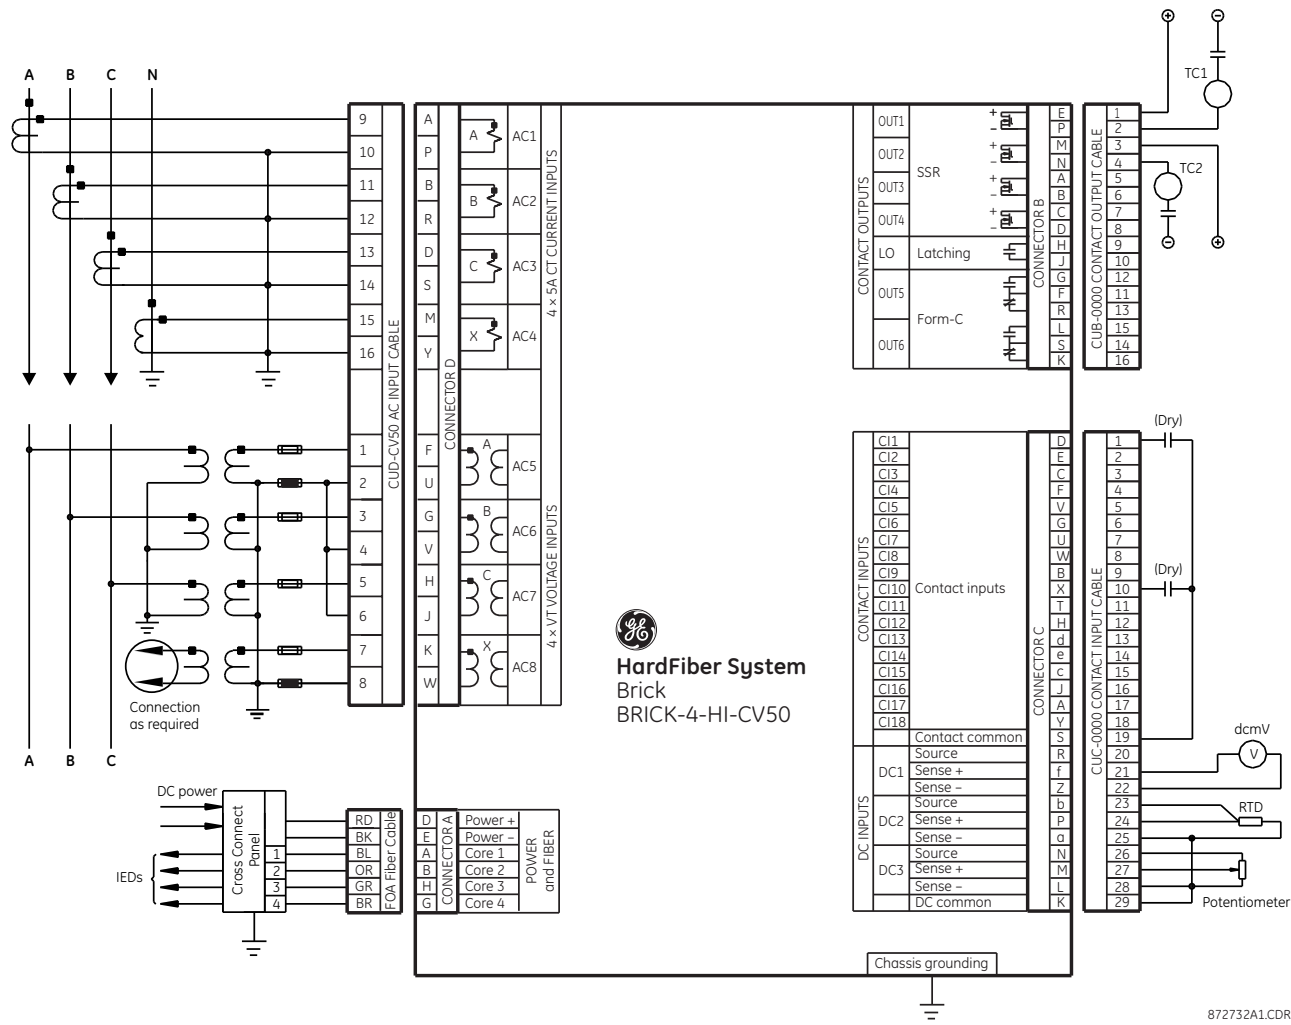 A B C N
9
10
11
12
13
14
15
16
1
2
3
4
5
6
7
8
CUD-CV50 AC INPUT CABLE
A
P
B
R
D
S
M
Y
F
U
G
V
H
J
K
W
CONNECTOR D
A AC1
B AC2
C AC3
X AC4
4 × 5A CT CURRENT INPUTS
A AC5
B AC6
C AC7
X AC8
4 × VT VOLTAGE INPUTS
Connection
as required
A B C
DC power
IEDs
Cross Connect
Panel
1
2
3
4
RD
BK
BL
OR
GR
BR
FOA Fiber Cable
CONNECTOR A
D Power +
E Power –
A Core 1
B Core 2
H Core 3
G Core 4
POWER
and FIBER
GE
HardFiber System
Brick
BRICK-4-HI-CV50
CONTACT OUTPUTS
OUT1
OUT2
OUT3
OUT4
SSR
+
–
+
–
+
–
+
–
LO Latching
OUT5
OUT6
Form-C
CONNECTOR B
E
P
M
N
A
B
C
D
H
J
G
F
R
L
S
K
CUB-0000 CONTACT OUTPUT CABLE
1
2
3
4
5
6
7
8
9
10
12
11
13
15
14
16
TC1
TC2
CONTACT INPUTS
CI1
CI2
CI3
CI4
CI5
CI6
CI7
CI8
CI9
CI10
CI11
CI12
CI13
CI14
CI15
CI16
CI17
CI18
Contact inputs
Contact common
DC INPUTS
DC1
Source
Sense +
Sense –
DC2
Source
Sense +
Sense –
DC3
Source
Sense +
Sense –
DC common
CONNECTOR C
D
E
C
F
V
G
U
W
B
X
T
H
d
e
c
J
A
Y
S
R
f
Z
b
P
a
N
M
L
K
CUC-0000 CONTACT INPUT CABLE
1
2
3
4
5
6
7
8
9
10
11
12
13
14
15
16
17
18
19
20
21
22
23
24
25
26
27
28
29
(Dry)
(Dry)
dcmV
V
RTD
Potentiometer
Chassis grounding
872732A1.CDR